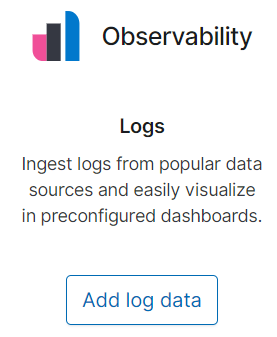 Observability
Logs
Ingest logs from popular data
sources and easily visualize
in preconfigured dashboards.
Add log data